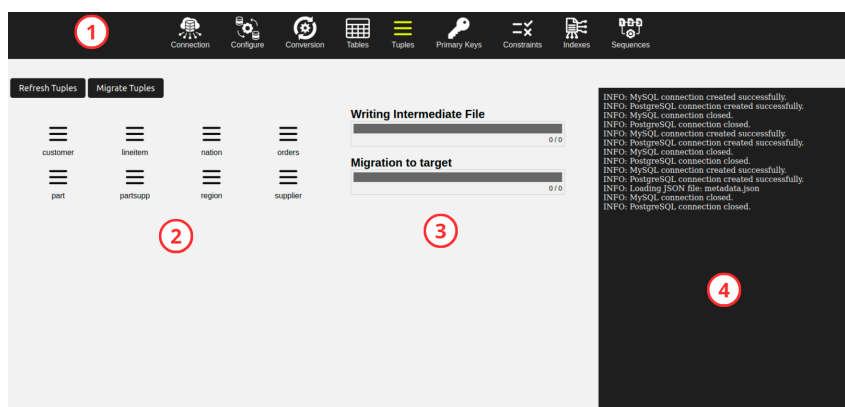 1
Connection Configure Conversion Tables Tuples Primary Keys Constraints Indexes Sequences
Refresh Tuples Migrate Tuples
customer lineitem nation orders
part partsupp region supplier
2
Writing Intermediate File
0 / 0
Migration to target
0 / 0
3
INFO: MySQL connection created successfully.
INFO: PostgreSQL connection created successfully.
INFO: MySQL connection closed.
INFO: PostgreSQL connection closed.
INFO: MySQL connection created successfully.
INFO: PostgreSQL connection created successfully.
INFO: MySQL connection closed.
INFO: PostgreSQL connection closed.
INFO: MySQL connection created successfully.
INFO: PostgreSQL connection created successfully.
INFO: Loading JSON file: metadata.json
INFO: MySQL connection closed.
INFO: PostgreSQL connection closed.
4